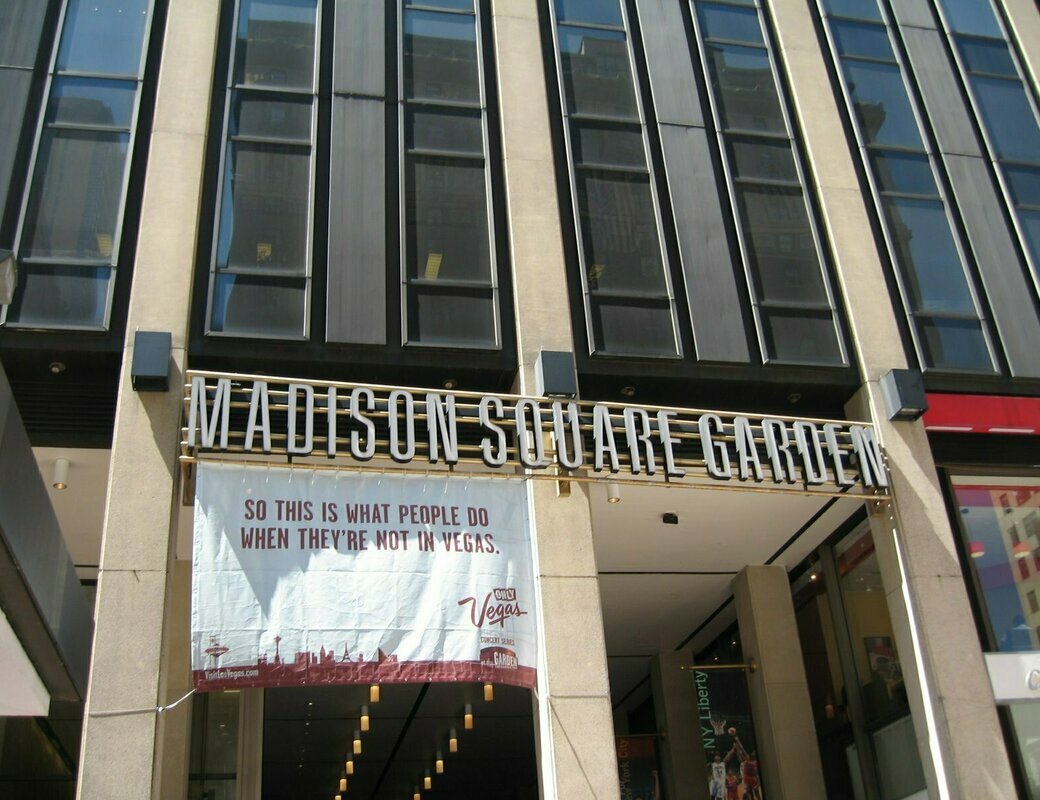 MADISON SQUARE GARDEN
SO THIS IS WHAT PEOPLE DO
WHEN THEY'RE NOT IN VEGAS.
ONLY
Vegas
CONCERT SERIES
GARDEN
VisitLasVegas.com
NY Liberty